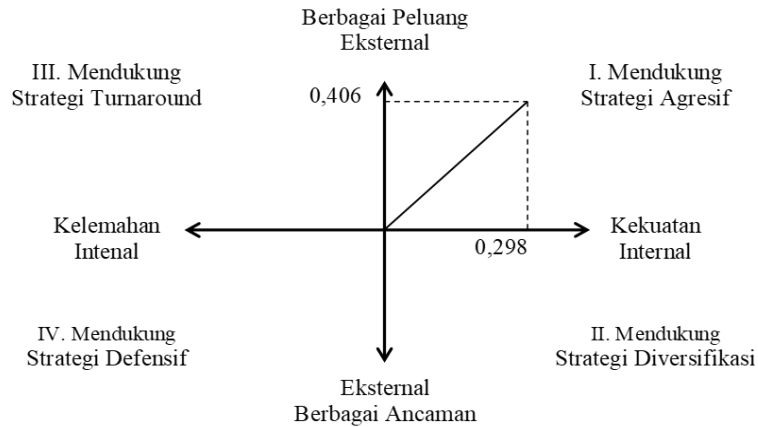 Berbagai Peluang
Eksternal
III. Mendukung
Strategi Turnaround
I. Mendukung
Strategi Agresif
0,406
Kelemahan
Intenal
Kekuatan
Internal
0,298
IV. Mendukung
Strategi Defensif
II. Mendukung
Strategi Diversifikasi
Eksternal
Berbagai Ancaman